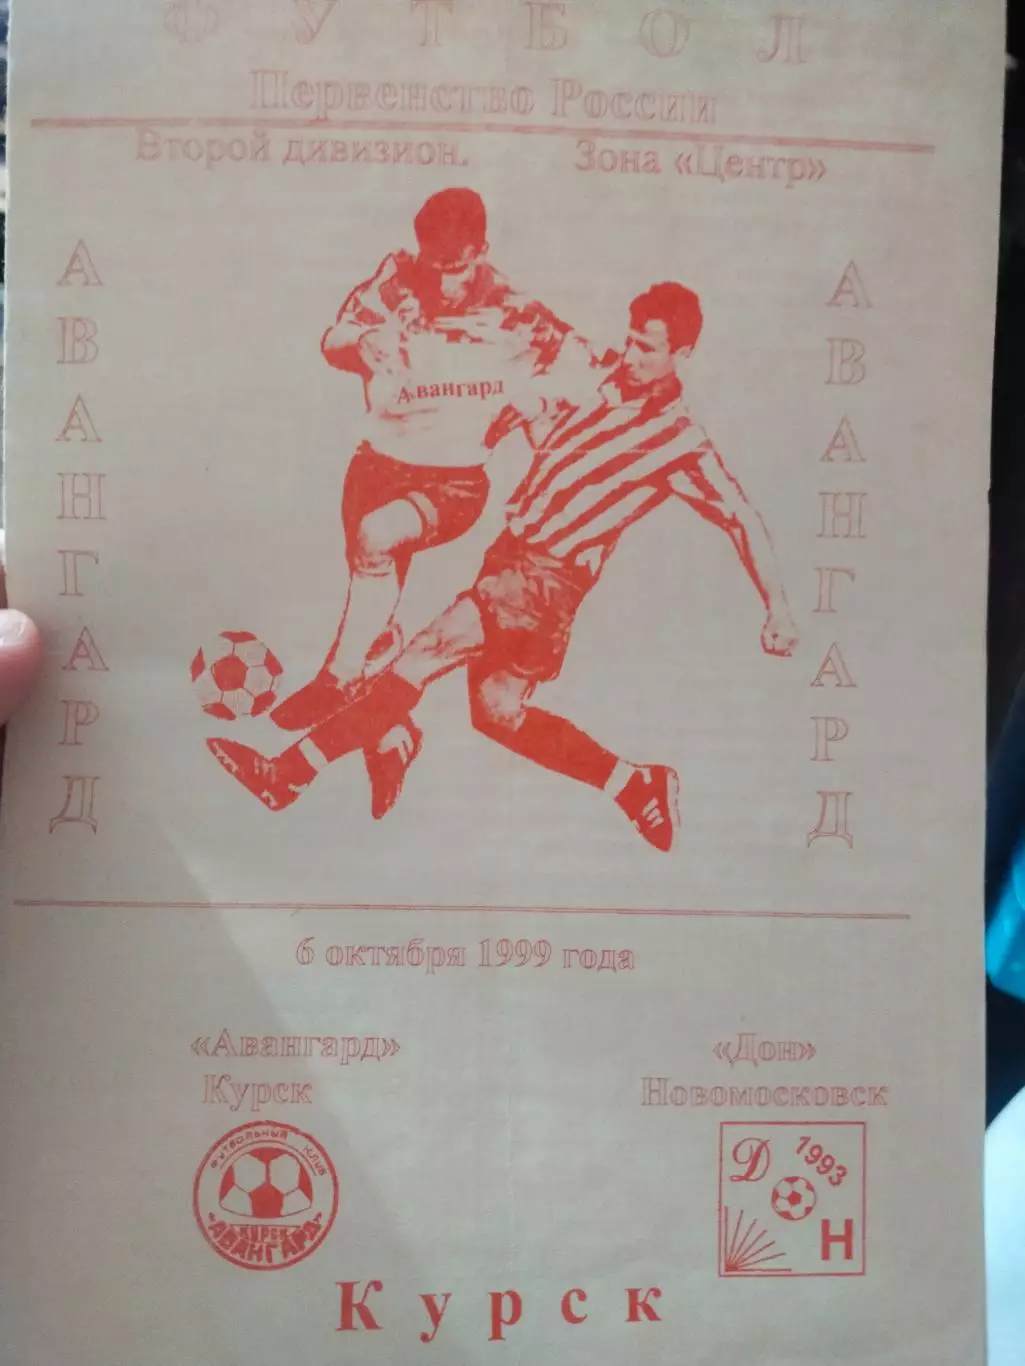 ФУТБОЛ
Первенство России
Второй дивизион. Зона «Центр»
АВАНГАРД
АВАНГАРД
Авангард
6 октября 1999 года
«Авангард»
Курск
«Дон»
Новомосковск
ФУТБОЛЬНЫЙ КЛУБ
КУРСК
«АВАНГАРД»
Д 1993
Н
Курск